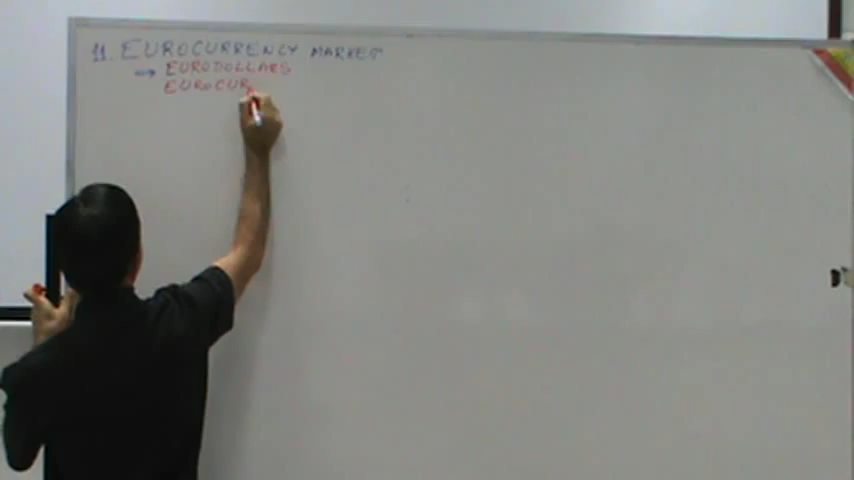 11. EUROCURRENCY MARKET
→ EURODOLLARS
EUROCUR